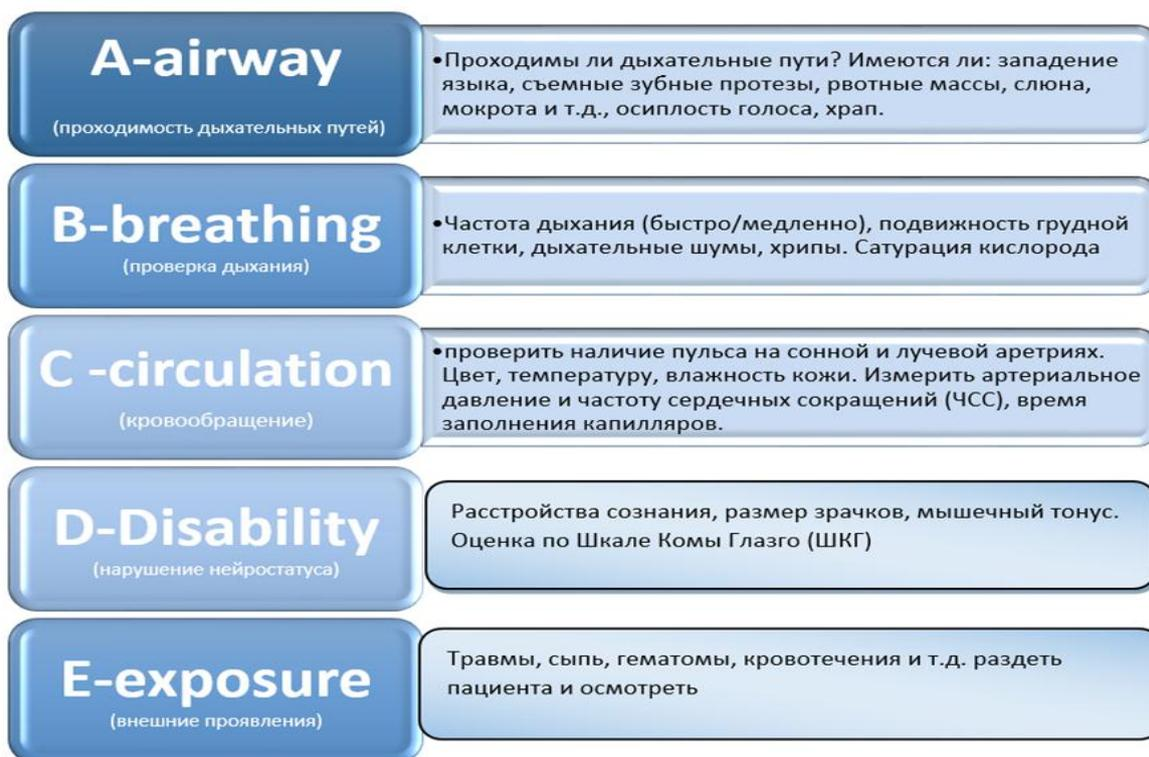 A-airway
(проходимость дыхательных путей)
•Проходимы ли дыхательные пути? Имеются ли: западение
языка, съемные зубные протезы, рвотные массы, слюна,
мокрота и т.д., осиплость голоса, храп.
B-breathing
(проверка дыхания)
•Частота дыхания (быстро/медленно), подвижность грудной
клетки, дыхательные шумы, хрипы. Сатурация кислорода
C -circulation
(кровообращение)
•проверить наличие пульса на сонной и лучевой аретриях.
Цвет, температуру, влажность кожи. Измерить артериальное
давление и частоту сердечных сокращений (ЧСС), время
заполнения капилляров.
D-Disability
(нарушение нейростатуса)
Расстройства сознания, размер зрачков, мышечный тонус.
Оценка по Шкале Комы Глазго (ШКГ)
E-exposure
(внешние проявления)
Травмы, сыпь, гематомы, кровотечения и т.д. раздеть
пациента и осмотреть